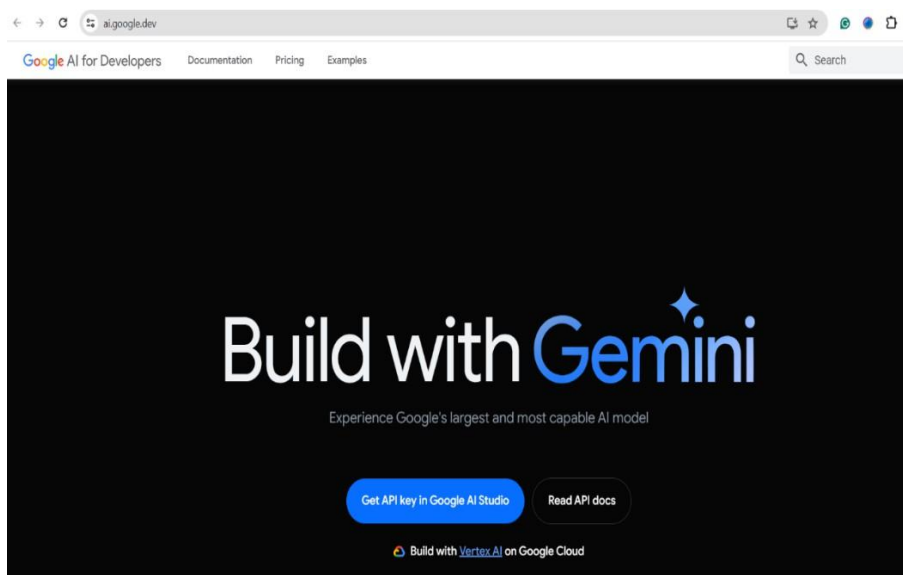 ai.google.dev
Google AI for Developers Documentation Pricing Examples Search
Build with Gemini
Experience Google's largest and most capable AI model
Get API key in Google AI Studio Read API docs
Build with Vertex AI on Google Cloud